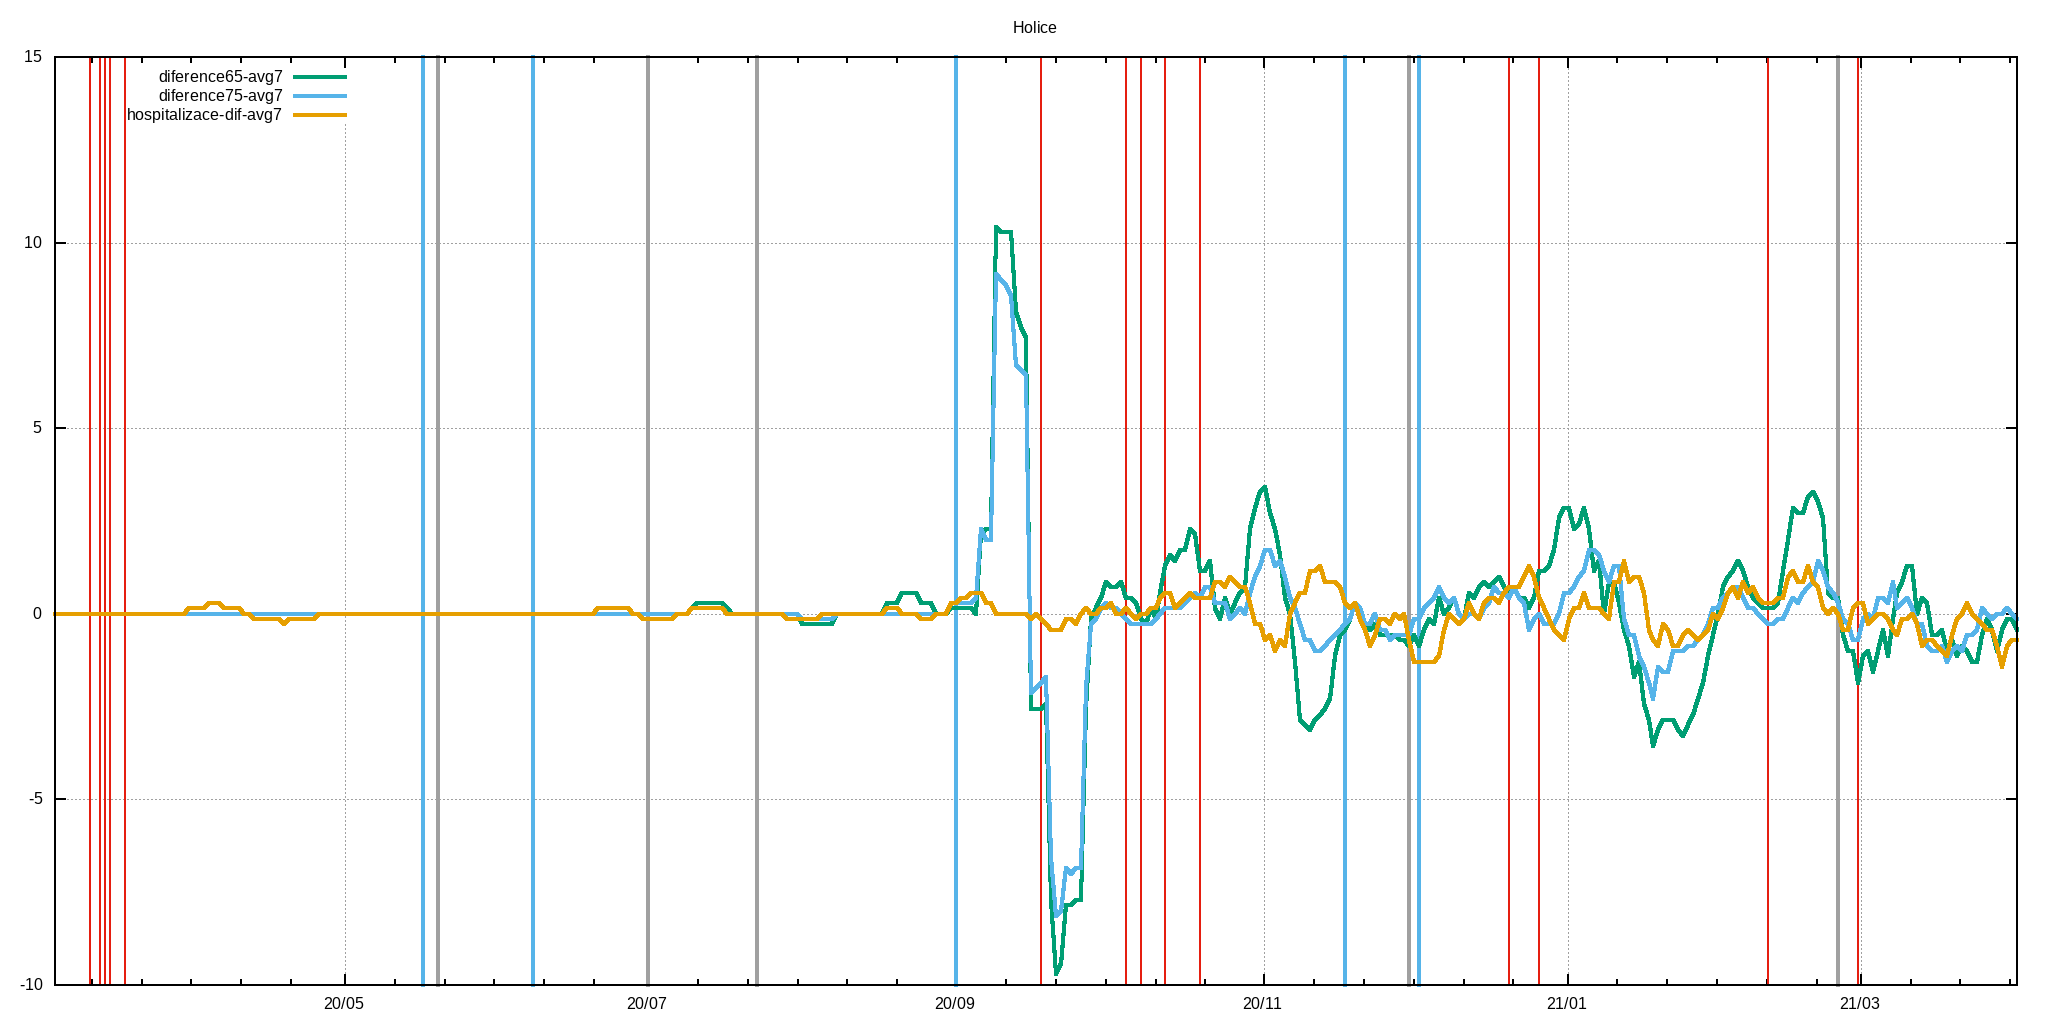 Holice
15
diference65-avg7
diference75-avg7
hospitalizace-dif-avg7
10
5
0
-5
-10
20/05 20/07 20/09 20/11 21/01 21/03